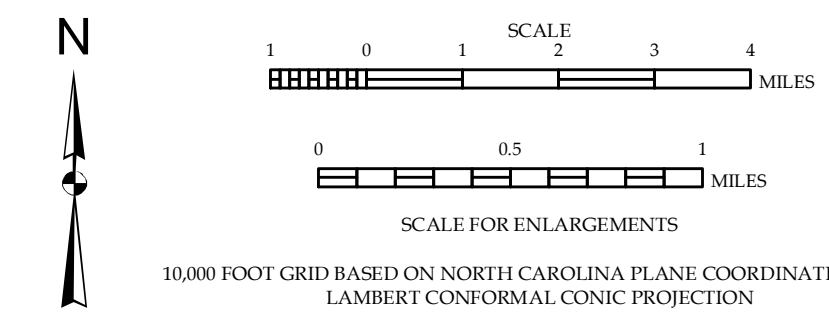 N
SCALE
1 0 1 2 3 4
MILES
0 0.5 1
MILES
SCALE FOR ENLARGEMENTS
10,000 FOOT GRID BASED ON NORTH CAROLINA PLANE
LAMBERT CONFORMAL CONIC PROJECTION